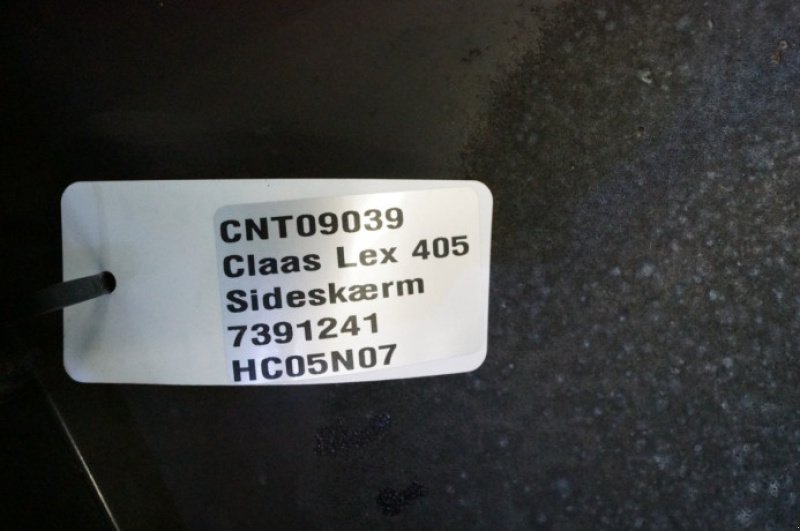 CNT09039
Claas Lex 405
Sideskærm
7391241
HC05N07